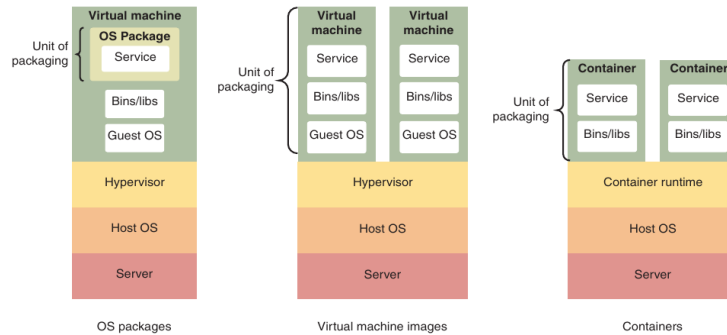 Virtual machine
OS Package
Service
Unit of
packaging
Bins/libs
Guest OS
Hypervisor
Host OS
Server
OS packages
Virtual
machine
Virtual
machine
Unit of
packaging
Service
Service
Bins/libs
Bins/libs
Guest OS
Guest OS
Hypervisor
Host OS
Server
Virtual machine images
Container
Container
Unit of
packaging
Service
Service
Bins/libs
Bins/libs
Container runtime
Host OS
Server
Containers